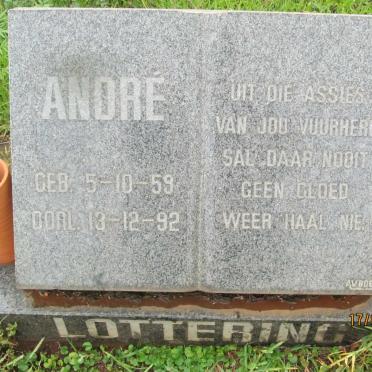 ANDRÉ
GEB. 5-10-59
OORL. 13-12-92
UIT DIE ASSIES
VAN JOU VUURHERD
SAL DAAR NOOIT
GEEN GLOED
WEER HAAL NIE.
LOTTERING
17/